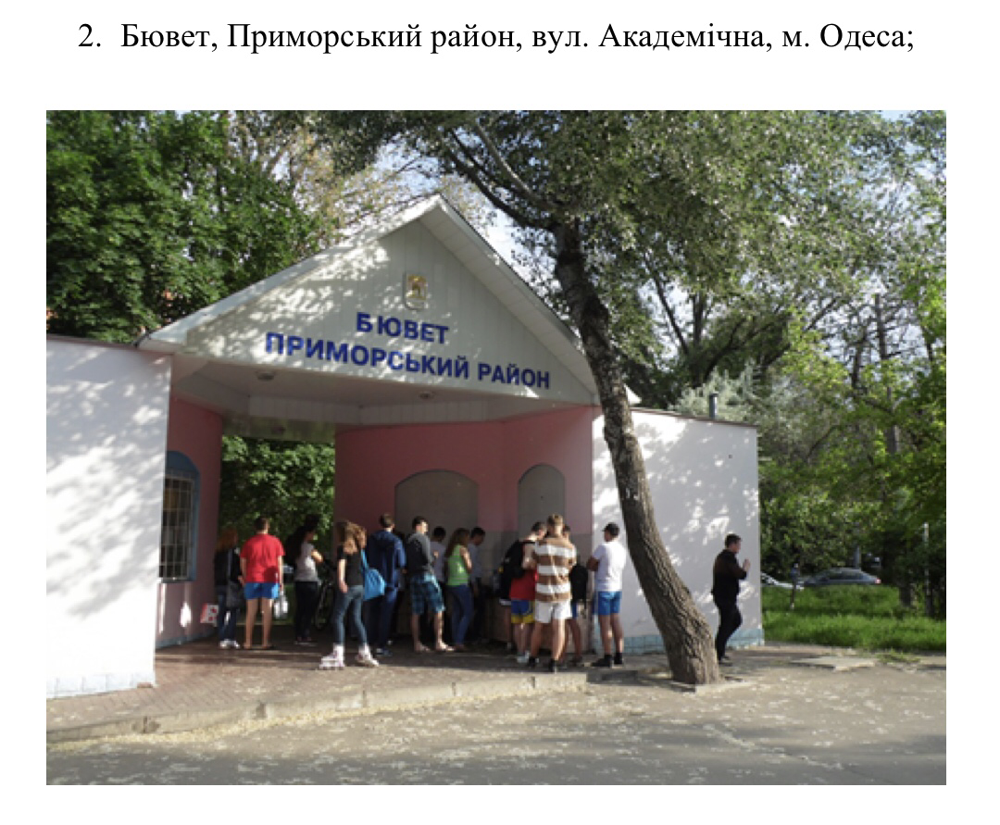 2. Бювет, Приморський район, вул. Академічна, м. Одеса;
БЮВЕТ
ПРИМОРСЬКИЙ РАЙОН